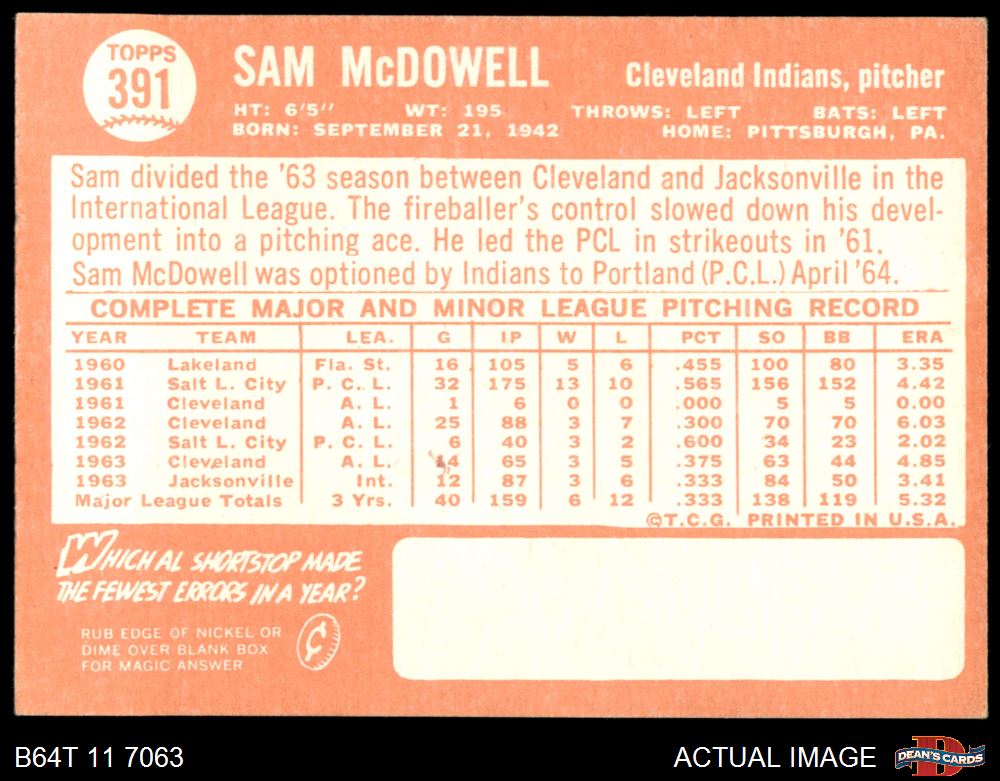 TOPPS
391
SAM McDOWELL
Cleveland Indians, pitcher
HT: 6'5" WT: 195 THROWS: LEFT BATS: LEFT
BORN: SEPTEMBER 21, 1942 HOME: PITTSBURGH, PA.
Sam divided the '63 season between Cleveland and Jacksonville in the
International League. The fireballer's control slowed down his devel-
opment into a pitching ace. He led the PCL in strikeouts in '61.
Sam McDowell was optioned by Indians to Portland (P.C.L.) April '64.
COMPLETE MAJOR AND MINOR LEAGUE PITCHING RECORD
YEAR TEAM LEA. G IP W L PCT SO BB ERA
1960 Lakeland Fla. St. 16 105 5 6 .455 100 80 3.35
1961 Salt L. City P. C. L. 32 175 13 10 .565 156 152 4.42
1961 Cleveland A. L. 1 6 0 0 .000 5 5 0.00
1962 Cleveland A. L. 25 88 3 7 .300 70 70 6.03
1962 Salt L. City P. C. L. 6 40 3 2 .600 34 23 2.02
1963 Cleveland A. L. 14 65 3 5 .375 63 44 4.85
1963 Jacksonville Int. 12 87 3 6 .333 84 50 3.41
Major League Totals 3 Yrs. 40 159 6 12 .333 138 119 5.32
©T.C.G. PRINTED IN U.S.A.
WHICH AL SHORTSTOP MADE
THE FEWEST ERRORS IN A YEAR?
RUB EDGE OF NICKEL OR
DIME OVER BLANK BOX
FOR MAGIC ANSWER
¢
B64T 11 7063
ACTUAL IMAGE
D
DEAN'S CARDS